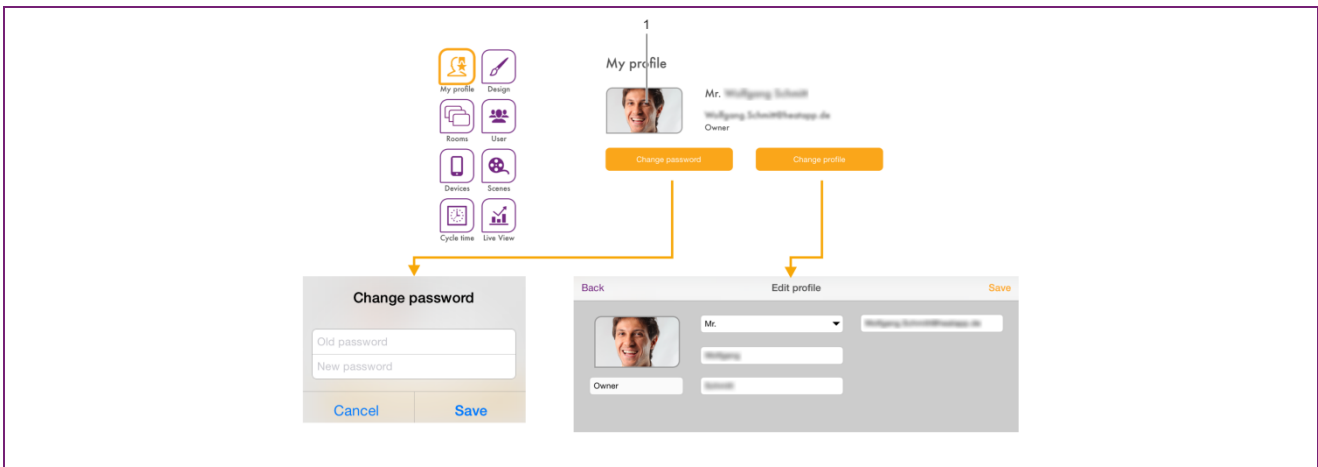 1
My profile
My profile
Design
Rooms
User
Devices
Scenes
Cycle time
Live View
Mr.
Owner
Change password
Change profile
Change password
Old password
New password
Cancel
Save
Back
Edit profile
Save
Mr.
Owner